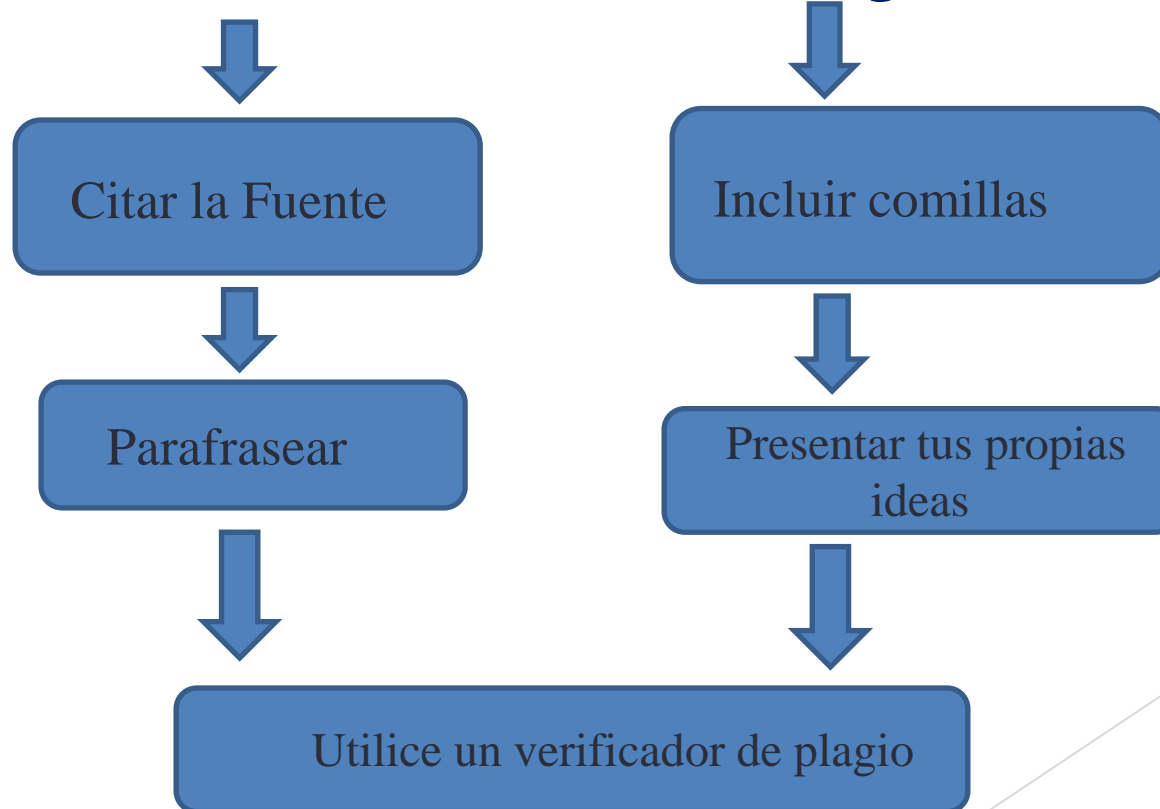 Citar la Fuente
Incluir comillas
Parafrasear
Presentar tus propias
ideas
Utilice un verificador de plagio